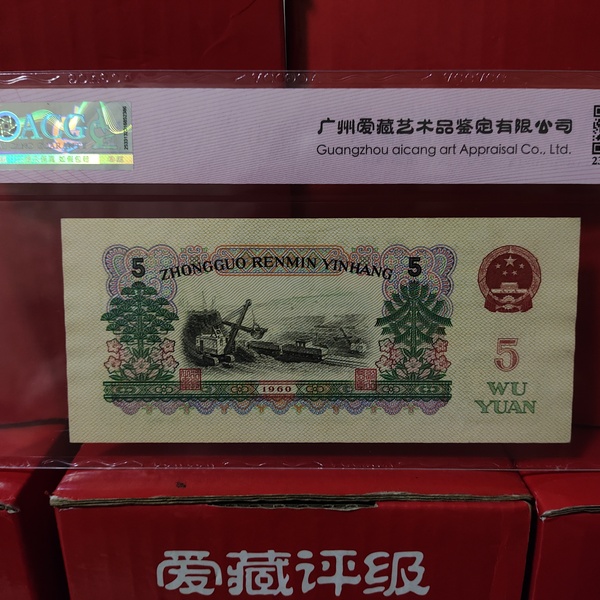 ACG
广州爱藏艺术品鉴定有限公司
Guangzhou aicang art Appraisal Co., Ltd.
23
5 ZHONGGUO RENMIN YINHANG 5
5
WU
YUAN
1960
爱藏评级